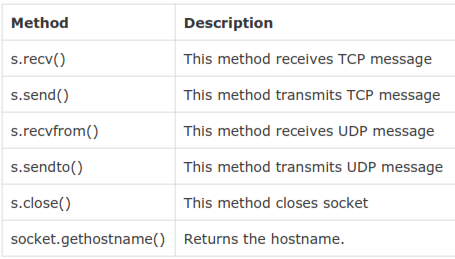 Method Description
s.recv() This method receives TCP message
s.send() This method transmits TCP message
s.recvfrom() This method receives UDP message
s.sendto() This method transmits UDP message
s.close() This method closes socket
socket.gethostname() Returns the hostname.